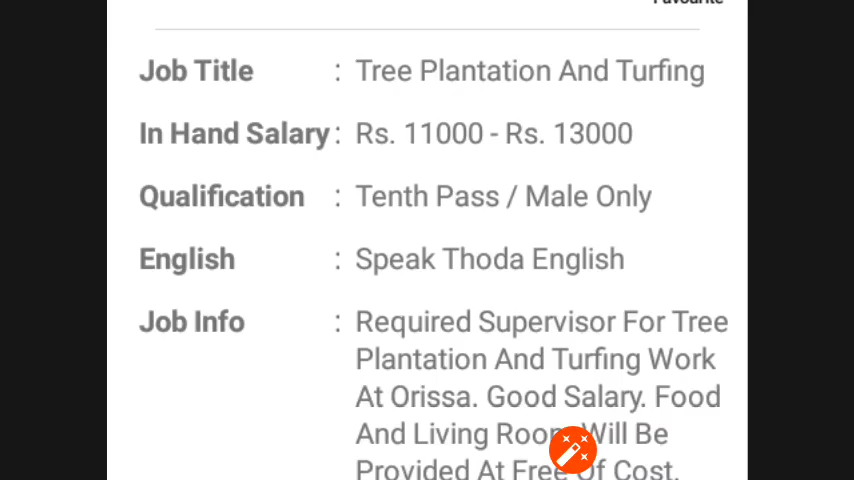 Job Title : Tree Plantation And Turfing
In Hand Salary : Rs. 11000 - Rs. 13000
Qualification : Tenth Pass / Male Only
English : Speak Thoda English
Job Info : Required Supervisor For Tree
Plantation And Turfing Work
At Orissa. Good Salary. Food
And Living Room Will Be
Provided At Free Of Cost.